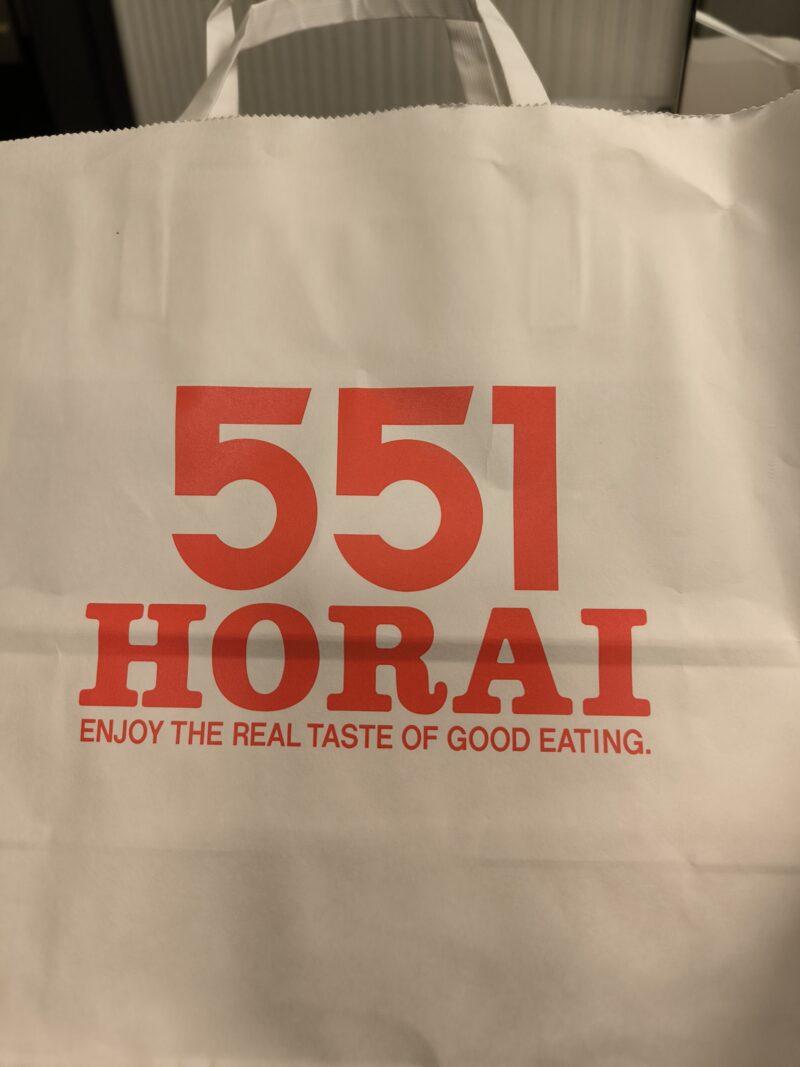 551
HORAI
ENJOY THE REAL TASTE OF GOOD EATING.